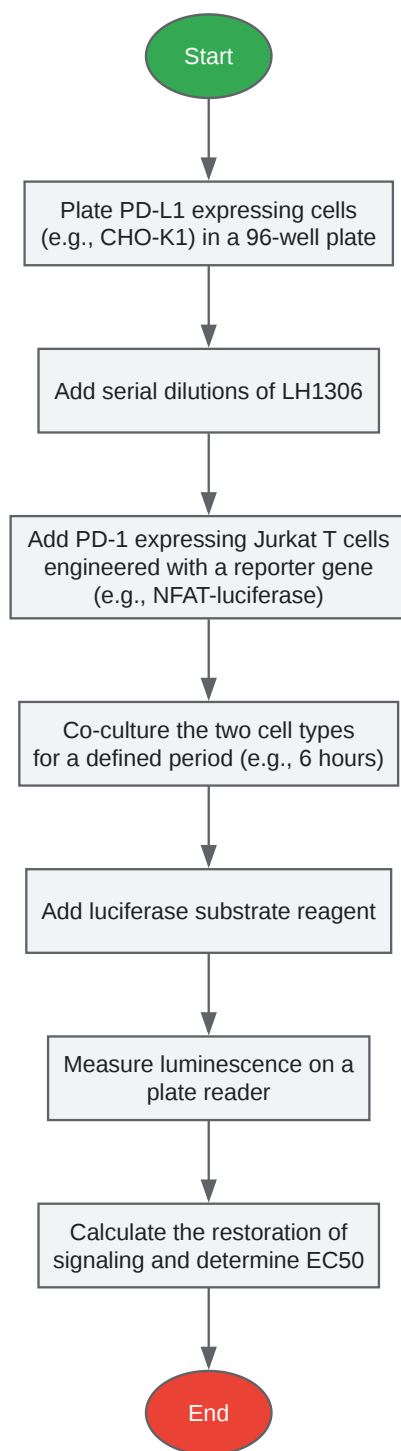 Start
Plate PD-L1 expressing cells
(e.g., CHO-K1) in a 96-well plate
Add serial dilutions of LH1306
Add PD-1 expressing Jurkat T cells
engineered with a reporter gene
(e.g., NFAT-luciferase)
Co-culture the two cell types
for a defined period (e.g., 6 hours)
Add luciferase substrate reagent
Measure luminescence on a
plate reader
Calculate the restoration of
signaling and determine EC50
End